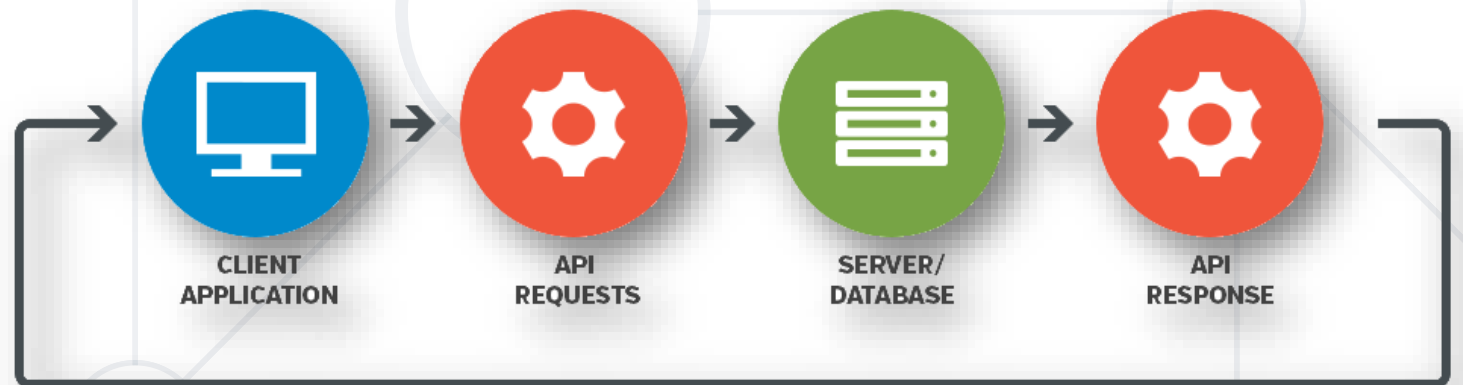 CLIENT
APPLICATION
API
REQUESTS
SERVER/
DATABASE
API
RESPONSE